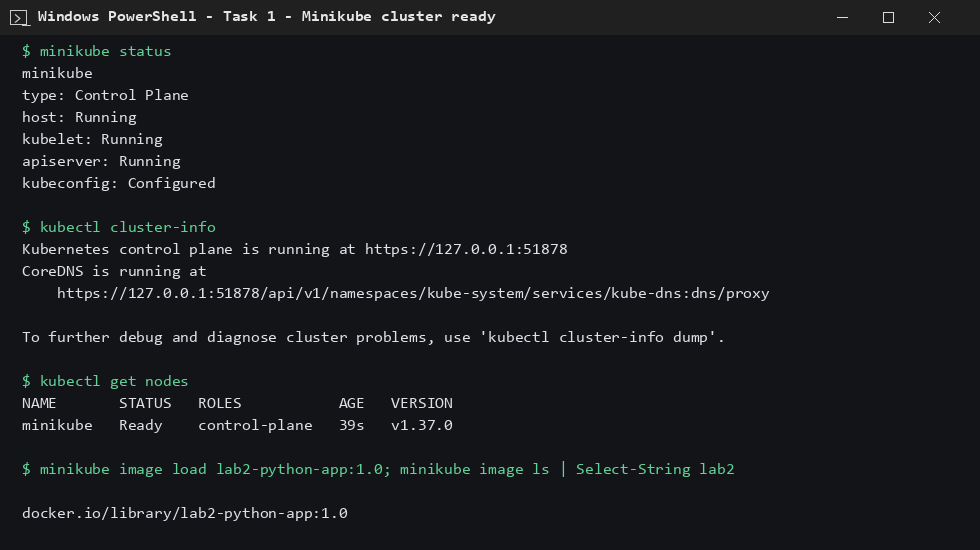 Windows PowerShell - Task 1 - Minikube cluster ready
$ minikube status
minikube
type: Control Plane
host: Running
kubelet: Running
apiserver: Running
kubeconfig: Configured
$ kubectl cluster-info
Kubernetes control plane is running at https://127.0.0.1:51878
CoreDNS is running at
    https://127.0.0.1:51878/api/v1/namespaces/kube-system/services/kube-dns:dns/proxy
To further debug and diagnose cluster problems, use 'kubectl cluster-info dump'.
$ kubectl get nodes
NAME       STATUS   ROLES           AGE   VERSION
minikube   Ready    control-plane   39s   v1.37.0
$ minikube image load lab2-python-app:1.0; minikube image ls | Select-String lab2
docker.io/library/lab2-python-app:1.0